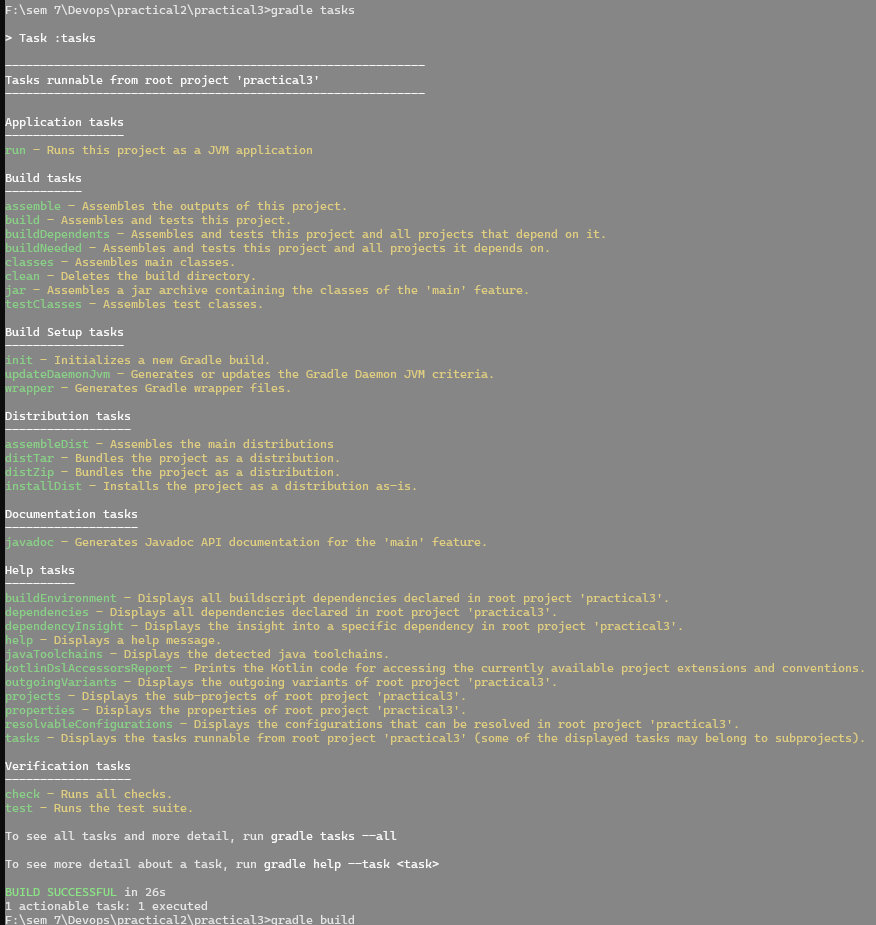 F:\sem 7\Devops\practical2\practical3>gradle tasks
> Task :tasks
------------------------------------------------------------
Tasks runnable from root project 'practical3'
------------------------------------------------------------
Application tasks
-----------------
run - Runs this project as a JVM application
Build tasks
-----------
assemble - Assembles the outputs of this project.
build - Assembles and tests this project.
buildDependents - Assembles and tests this project and all projects that depend on it.
buildNeeded - Assembles and tests this project and all projects it depends on.
classes - Assembles main classes.
clean - Deletes the build directory.
jar - Assembles a jar archive containing the classes of the 'main' feature.
testClasses - Assembles test classes.
Build Setup tasks
-----------------
init - Initializes a new Gradle build.
updateDaemonJvm - Generates or updates the Gradle Daemon JVM criteria.
wrapper - Generates Gradle wrapper files.
Distribution tasks
------------------
assembleDist - Assembles the main distributions
distTar - Bundles the project as a distribution.
distZip - Bundles the project as a distribution.
installDist - Installs the project as a distribution as-is.
Documentation tasks
-------------------
javadoc - Generates Javadoc API documentation for the 'main' feature.
Help tasks
----------
buildEnvironment - Displays all buildscript dependencies declared in root project 'practical3'.
dependencies - Displays all dependencies declared in root project 'practical3'.
dependencyInsight - Displays the insight into a specific dependency in root project 'practical3'.
help - Displays a help message.
javaToolchains - Displays the detected java toolchains.
kotlinDslAccessorsReport - Prints the Kotlin code for accessing the currently available project extensions and conventions.
outgoingVariants - Displays the outgoing variants of root project 'practical3'.
projects - Displays the sub-projects of root project 'practical3'.
properties - Displays the properties of root project 'practical3'.
resolvableConfigurations - Displays the configurations that can be resolved in root project 'practical3'.
tasks - Displays the tasks runnable from root project 'practical3' (some of the displayed tasks may belong to subprojects).
Verification tasks
------------------
check - Runs all checks.
test - Runs the test suite.
To see all tasks and more detail, run gradle tasks --all
To see more detail about a task, run gradle help --task <task>
BUILD SUCCESSFUL in 26s
1 actionable task: 1 executed
F:\sem 7\Devops\practical2\practical3>gradle build